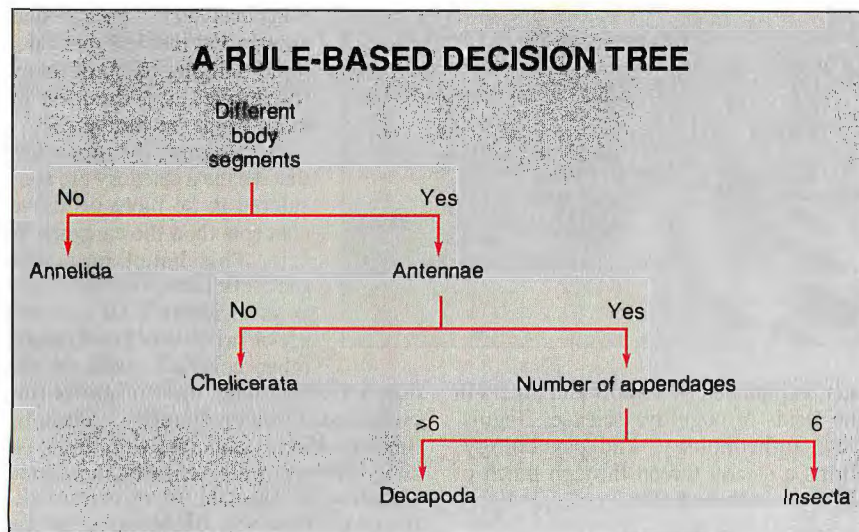 A RULE-BASED DECISION TREE
Different
body
segments
No
Yes
Annelida
Antennae
No
Yes
Chelicerata
Number of appendages
>6
6
Decapoda
Insecta